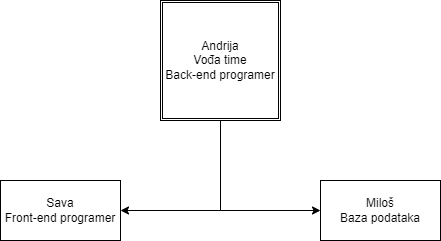 Andrija
Vođa time
Back-end programer
Sava
Front-end programer
Miloš
Baza podataka